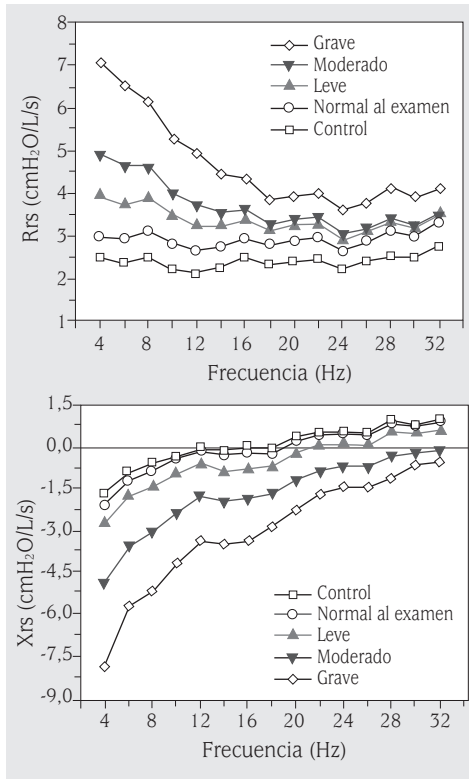 8
7
6
5
4
3
2
1
Rrs (cmH₂O/L/s)
Grave
Moderado
Leve
Normal al examen
Control
4 8 12 16 20 24 28 32
Frecuencia (Hz)
1,5
0,0
-1,5
-3,0
-4,5
-6,0
-7,5
-9,0
Xrs (cmH₂O/L/s)
Control
Normal al examen
Leve
Moderado
Grave
4 8 12 16 20 24 28 32
Frecuencia (Hz)